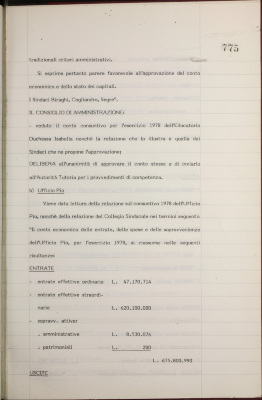 775
tradizionali criteri amministrativi.
Si esprime pertanto parere favorevole all'approvazione del conto
economico e dello stato dei capitali.
I Sindaci Biraghi, Cogliandro, Segre".
IL CONSIGLIO DI AMMINISTRAZIONE:
- veduto il conto consuntivo per l'esercizio 1978 dell'Educatorio
Duchessa Isabella nonchè la relazione che lo illustra e quella dei
Sindaci che ne propone l'approvazione;
DELIBERA all'unanimità di approvare il conto stesso e di inviarlo
all'Autorità Tutoria per i provvedimenti di competenza.
Ufficio Pio
Viene data lettura della relazione sul consuntivo 1978 dell'Ufficio
Pio, nonchè della relazione del Collegio Sindacale nei termini seguenti:
"Il conto economico delle entrate, delle spese e delle sopravvenienze
dell'Ufficio Pio, per l'esercizio 1978, si riassume nelle seguenti
risultanze:
ENTRATE
- entrate effettive ordinarie L. 47.170.714
- entrate effettive straordi-
narie L. 620.100.000
- sopravv. attive:
. amministrative L. 8.530.076
. patrimoniali L. 200
L. 675.800.990
USCITE